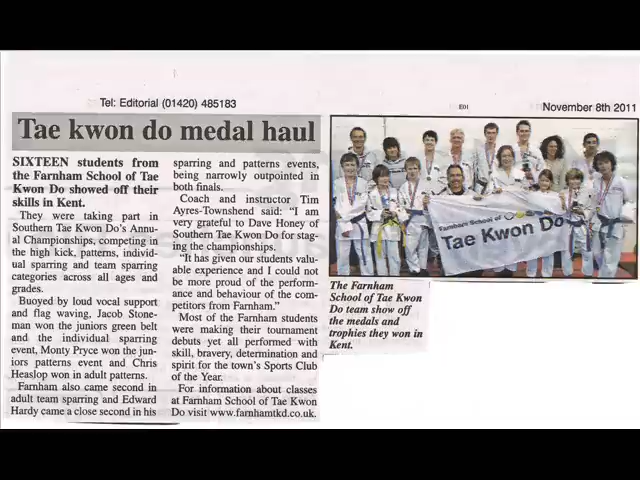 Tel: Editorial (01420) 485183
E01
November 8th 2011
Tae kwon do medal haul
SIXTEEN students from
the Farnham School of Tae
Kwon Do showed off their
skills in Kent.
They were taking part in
Southern Tae Kwon Do's Annu-
al Championships, competing in
the high kick, patterns, individ-
ual sparring and team sparring
categories across all ages and
grades.
Buoyed by loud vocal support
and flag waving, Jacob Stone-
man won the juniors green belt
and the individual sparring
event, Monty Pryce won the jun-
iors patterns event and Chris
Heaslop won in adult patterns.
Farnham also came second in
adult team sparring and Edward
Hardy came a close second in his
sparring and patterns events,
being narrowly outpointed in
both finals.
Coach and instructor Tim
Ayres-Townshend said: "I am
very grateful to Dave Honey of
Southern Tae Kwon Do for stag-
ing the championships.
"It has given our students valu-
able experience and I could not
be more proud of the perform-
ance and behaviour of the com-
petitors from Farnham."
Most of the Farnham students
were making their tournament
debuts yet all performed with
skill, bravery, determination and
spirit for the town's Sports Club
of the Year.
For information about classes
at Farnham School of Tae Kwon
Do visit www.farnhamtkd.co.uk.
Farnham School of
Tae Kwon Do
The Farnham
School of Tae Kwon
Do team show off
the medals and
trophies they won in
Kent.